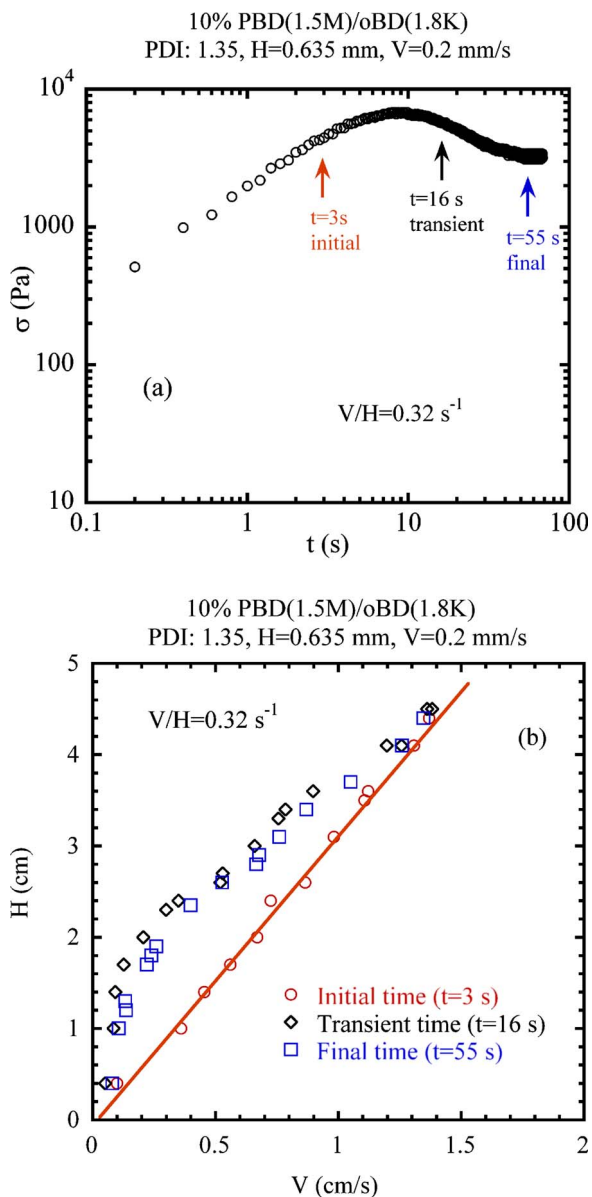 10% PBD(1.5M)/oBD(1.8K)
PDI: 1.35, H=0.635 mm, V=0.2 mm/s
10⁴
1000
100
10
σ (Pa)
t=3s
initial
t=16 s
transient
t=55 s
final
(a)
V/H=0.32 s⁻¹
0.1
1
10
100
t (s)
10% PBD(1.5M)/oBD(1.8K)
PDI: 1.35, H=0.635 mm, V=0.2 mm/s
5
4
3
2
1
0
H (cm)
V/H=0.32 s⁻¹
(b)
Initial time (t=3 s)
Transient time (t=16 s)
Final time (t=55 s)
0
0.5
1
1.5
2
V (cm/s)